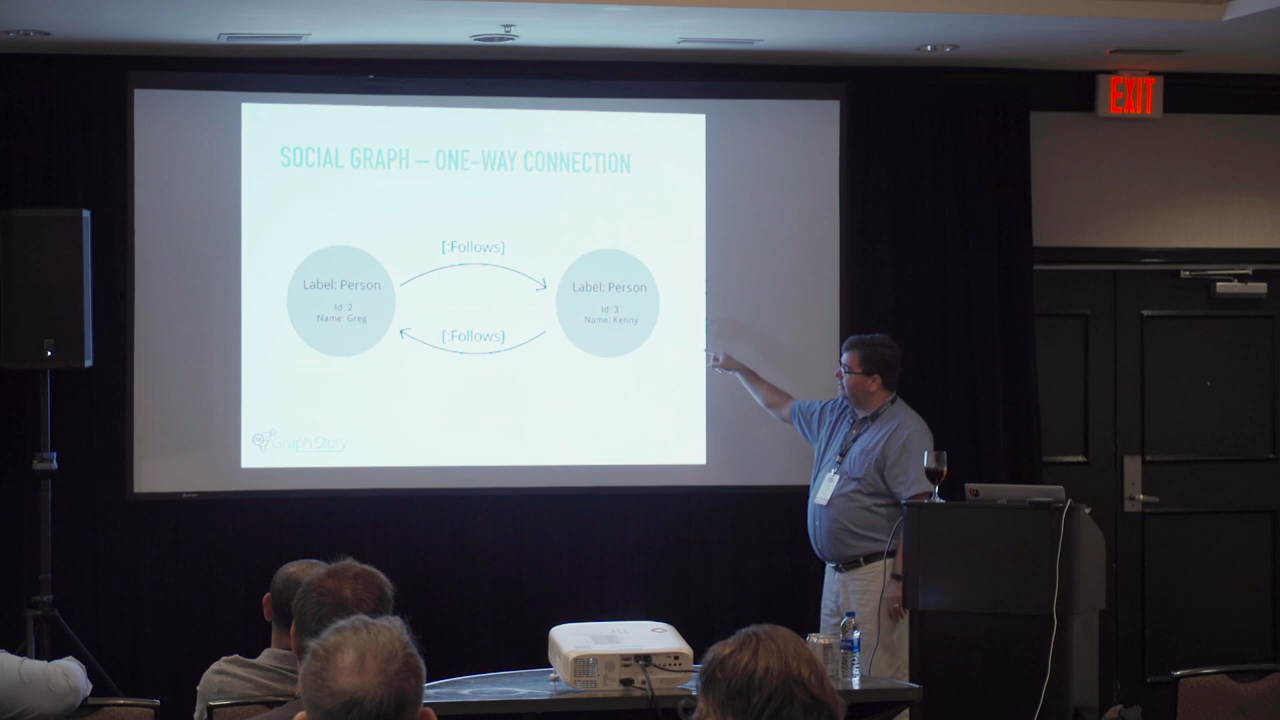 EXIT
SOCIAL GRAPH – ONE-WAY CONNECTION
[:Follows]
Label: Person
Id: 2
Name: Greg
Label: Person
Id: 3
Name: Kenny
[:Follows]
Graph Story